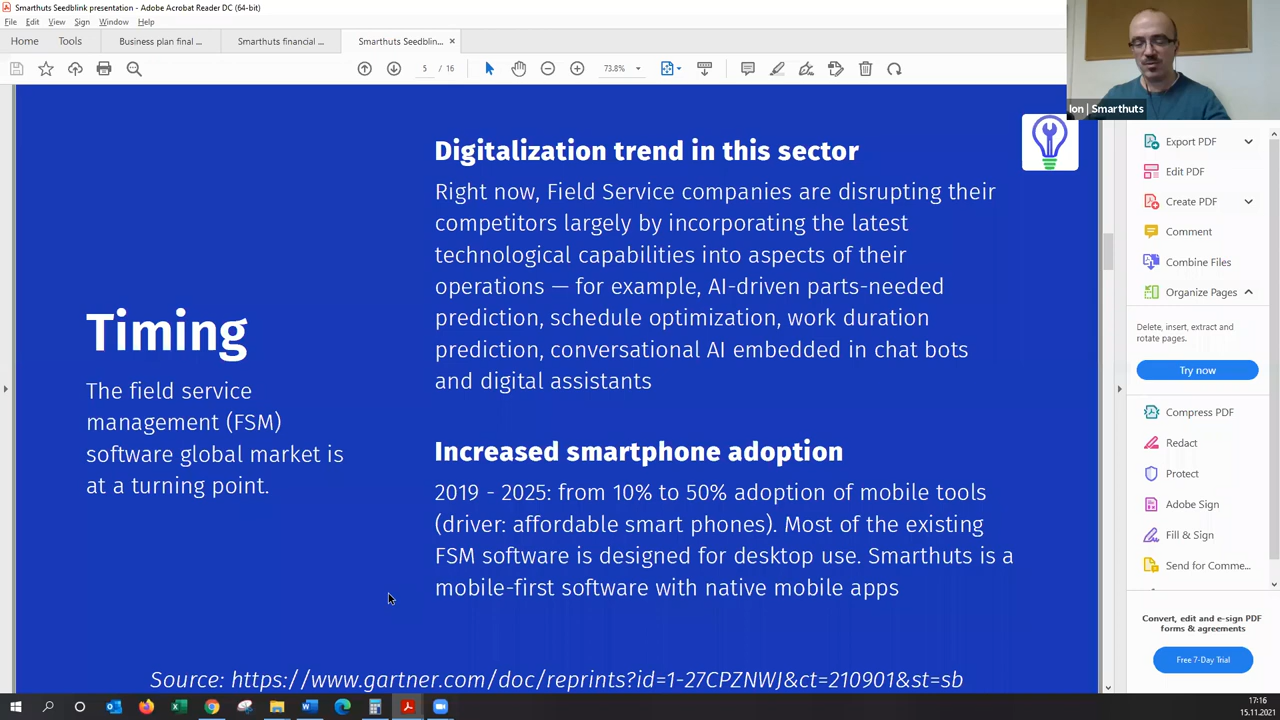 Smarthuts Seedblink presentation - Adobe Acrobat Reader DC (64-bit)
File Edit View Sign Window Help
Home Tools Business plan final ... Smarthuts financial ... Smarthuts Seedblin... ×
5 / 16 73.8%
Ion | Smarthuts
Digitalization trend in this sector
Right now, Field Service companies are disrupting their
competitors largely by incorporating the latest
technological capabilities into aspects of their
operations — for example, AI-driven parts-needed
prediction, schedule optimization, work duration
prediction, conversational AI embedded in chat bots
and digital assistants
Timing
The field service
management (FSM)
software global market is
at a turning point.
Increased smartphone adoption
2019 - 2025: from 10% to 50% adoption of mobile tools
(driver: affordable smart phones). Most of the existing
FSM software is designed for desktop use. Smarthuts is a
mobile-first software with native mobile apps
Source: https://www.gartner.com/doc/reprints?id=1-27CPZNWJ&ct=210901&st=sb
Export PDF
Edit PDF
Create PDF
Comment
Combine Files
Organize Pages
Delete, insert, extract and
rotate pages.
Try now
Compress PDF
Redact
Protect
Adobe Sign
Fill & Sign
Send for Comme...
Convert, edit and e-sign PDF
forms & agreements
Free 7-Day Trial
17:16
15.11.2021